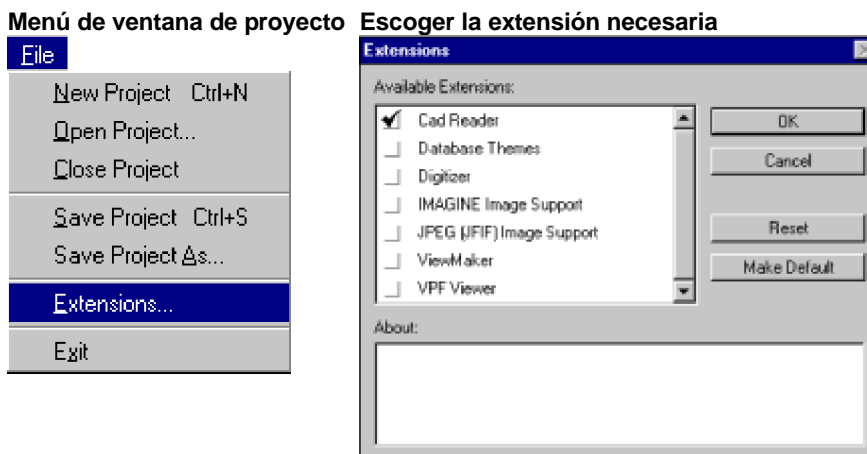 Menú de ventana de proyecto Escoger la extensión necesaria
File
New Project Ctrl+N
Open Project...
Close Project
Save Project Ctrl+S
Save Project As...
Extensions...
Exit
Extensions
Available Extensions:
Cad Reader
Database Themes
Digitizer
IMAGINE Image Support
JPEG (JFIF) Image Support
ViewMaker
VPF Viewer
OK
Cancel
Reset
Make Default
About: